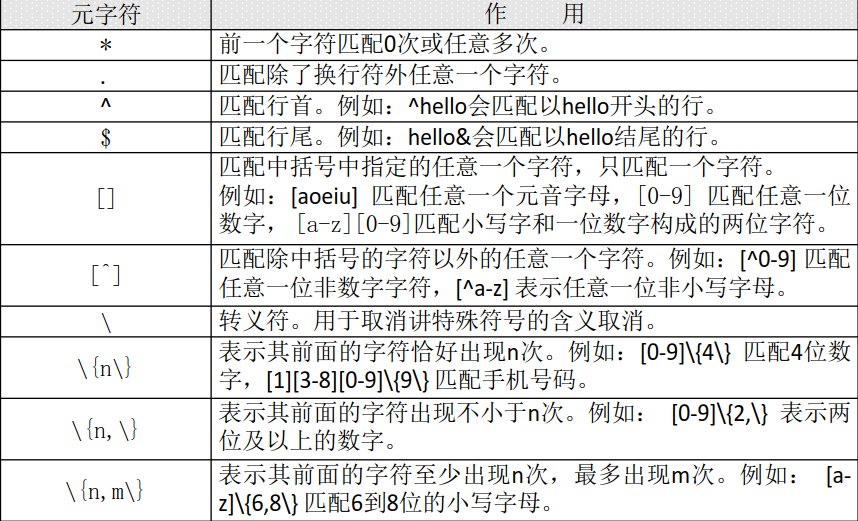 元字符 作 用
* 前一个字符匹配0次或任意多次。
. 匹配除了换行符外任意一个字符。
^ 匹配行首。例如：^hello会匹配以hello开头的行。
$ 匹配行尾。例如：hello&会匹配以hello结尾的行。
[] 匹配中括号中指定的任意一个字符，只匹配一个字符。
例如：[aoeiu] 匹配任意一个元音字母，[0-9] 匹配任意一位
数字， [a-z][0-9]匹配小写字和一位数字构成的两位字符。
[^] 匹配除中括号的字符以外的任意一个字符。例如：[^0-9] 匹配
任意一位非数字字符，[^a-z] 表示任意一位非小写字母。
\ 转义符。用于取消讲特殊符号的含义取消。
\{n\} 表示其前面的字符恰好出现n次。例如：[0-9]\{4\} 匹配4位数
字，[1][3-8][0-9]\{9\} 匹配手机号码。
\{n,\} 表示其前面的字符出现不小于n次。例如： [0-9]\{2,\} 表示两
位及以上的数字。
\{n,m\} 表示其前面的字符至少出现n次，最多出现m次。例如： [a-
z]\{6,8\} 匹配6到8位的小写字母。